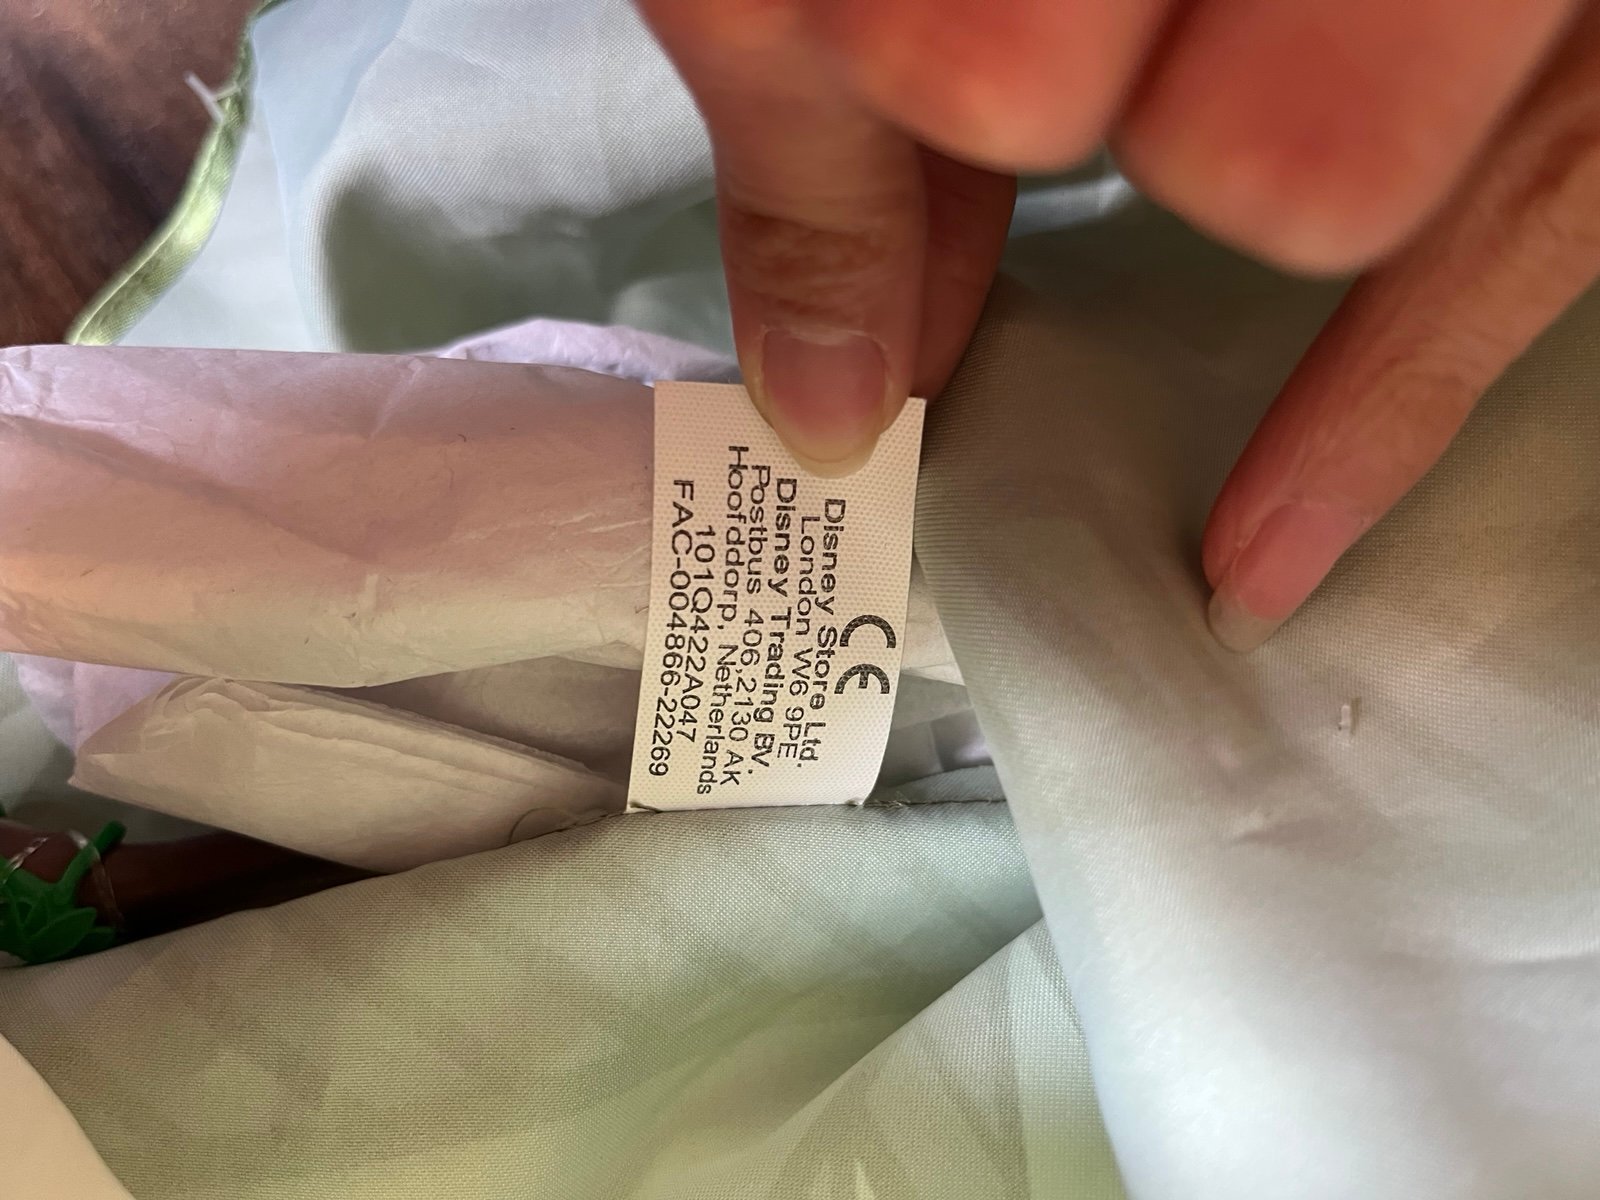 CE
Disney Store Ltd.
London W6 9PE
Disney Trading BV.
Postbus 406,2130 AK
Hoofddorp, Netherlands
101Q422A047
FAC-004866-22269